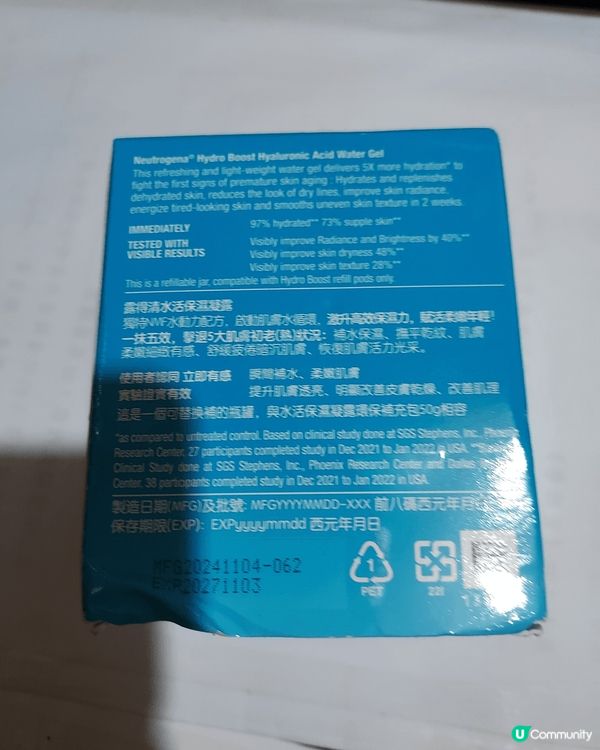 Neutrogena® Hydro Boost Hyaluronic Acid Water Gel
This refreshing and light-weight water gel delivers 5X more hydration* to
fight the first signs of premature skin aging : Hydrates and replenishes
dehydrated skin, reduces the look of dry lines, improve skin radiance,
energize tired-looking skin and smooths uneven skin texture in 2 weeks.
IMMEDIATELY 97% hydrated** 73% supple skin**
TESTED WITH Visibly improve Radiance and Brightness by 40%**
VISIBLE RESULTS Visibly improve skin dryness 48%**
Visibly improve skin texture 28%**
This is a refillable jar, compatible with Hydro Boost refill pods only.
露得清水活保濕凝露
獨特NWF水動力配方，啟動肌膚水循環，激升高效保濕力，賦活柔嫩年輕!
一抹五效，擊退5大肌膚初老(熟)狀況：補水保濕、撫平乾紋、肌膚
柔嫩細緻有感、舒緩疲倦暗沉肌膚、恢復肌膚活力光采。
使用者認同 立即有感 瞬間補水、柔嫩肌膚
實驗證實有效 提升肌膚透亮、明顯改善皮膚乾燥、改善肌理
這是一個可替換補的瓶罐，與水活保濕凝露環保補充包50g相容
*as compared to untreated control. Based on clinical study done at SGS Stephens, Inc., Phoenix
Research Center, 27 participants completed study in Dec 2021 to Jan 2022 in USA.
Clinical Study done at SGS Stephens, Inc., Phoenix Research Center and Dallas
Center, 38 participants completed study in Dec 2021 to Jan 2022 in USA.
製造日期(MFG)及批號: MFGYYYYMMDD-XXX 前八碼西元年月
保存期限(EXP): EXPyyyymmdd 西元年月日
MFG20241104-062
EXP20271103
1
PET
22I
U Community